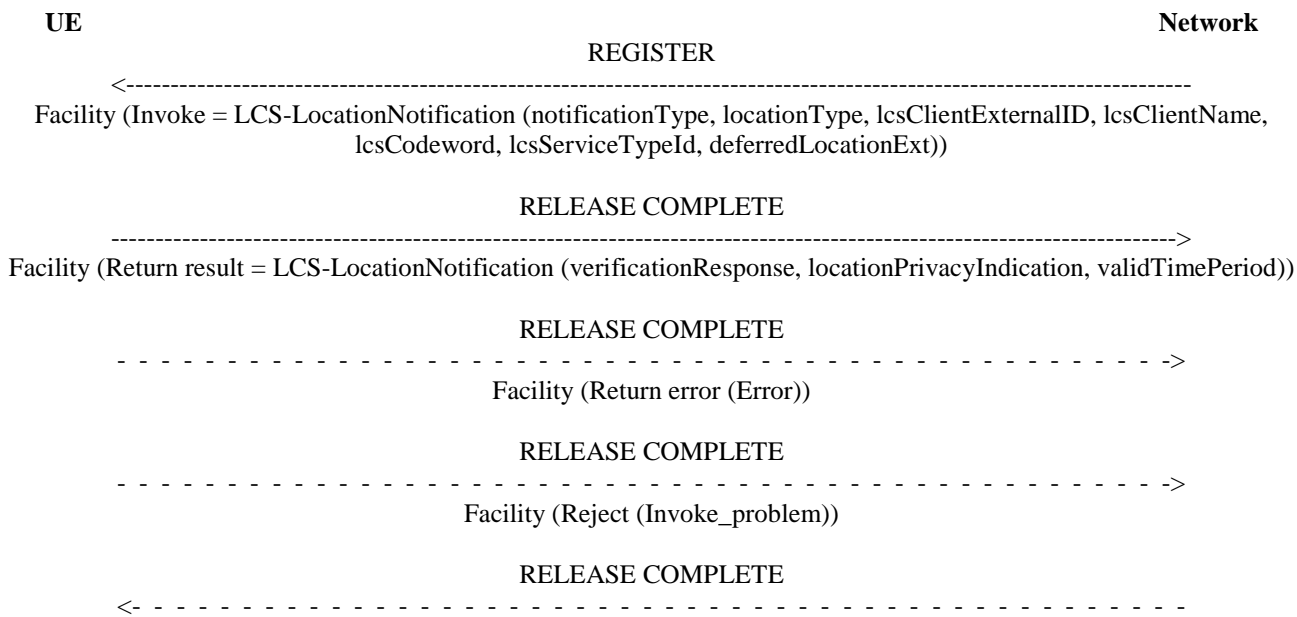 UE Network
REGISTER
<------------------------------------------------------------------------------------------------------------------------
Facility (Invoke = LCS-LocationNotification (notificationType, locationType, lcsClientExternalID, lcsClientName,
lcsCodeword, lcsServiceTypeId, deferredLocationExt))
RELEASE COMPLETE
------------------------------------------------------------------------------------------------------------------------>
Facility (Return result = LCS-LocationNotification (verificationResponse, locationPrivacyIndication, validTimePeriod))
RELEASE COMPLETE
- - - - - - - - - - - - - - - - - - - - - - - - - - - - - - - - - - - - - - - - - - - - - - - - ->
Facility (Return error (Error))
RELEASE COMPLETE
- - - - - - - - - - - - - - - - - - - - - - - - - - - - - - - - - - - - - - - - - - - - - - - - ->
Facility (Reject (Invoke_problem))
RELEASE COMPLETE
<- - - - - - - - - - - - - - - - - - - - - - - - - - - - - - - - - - - - - - - - - - - - - - - - -